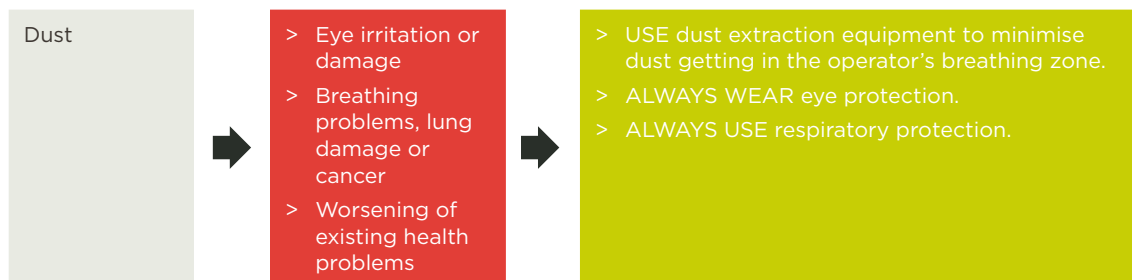 Dust
> Eye irritation or
damage
> Breathing
problems, lung
damage or
cancer
> Worsening of
existing health
problems
> USE dust extraction equipment to minimise
dust getting in the operator’s breathing zone.
> ALWAYS WEAR eye protection.
> ALWAYS USE respiratory protection.